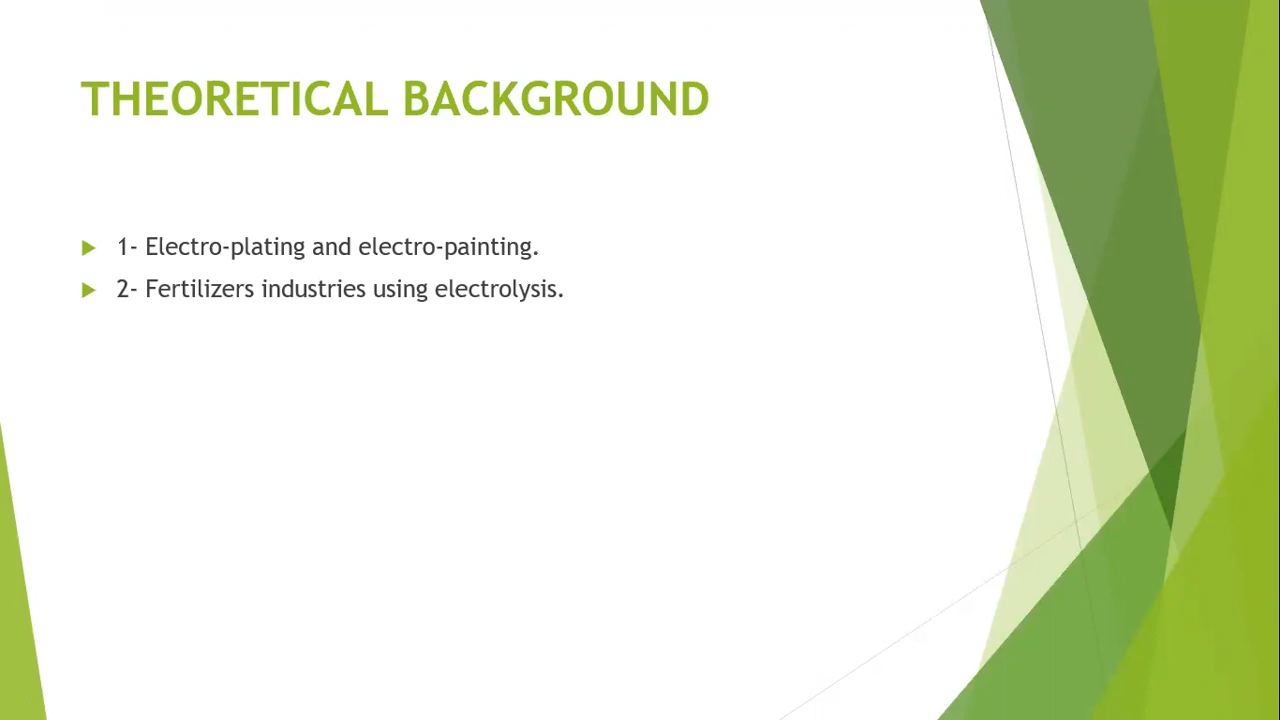 THEORETICAL BACKGROUND
1- Electro-plating and electro-painting.
2- Fertilizers industries using electrolysis.